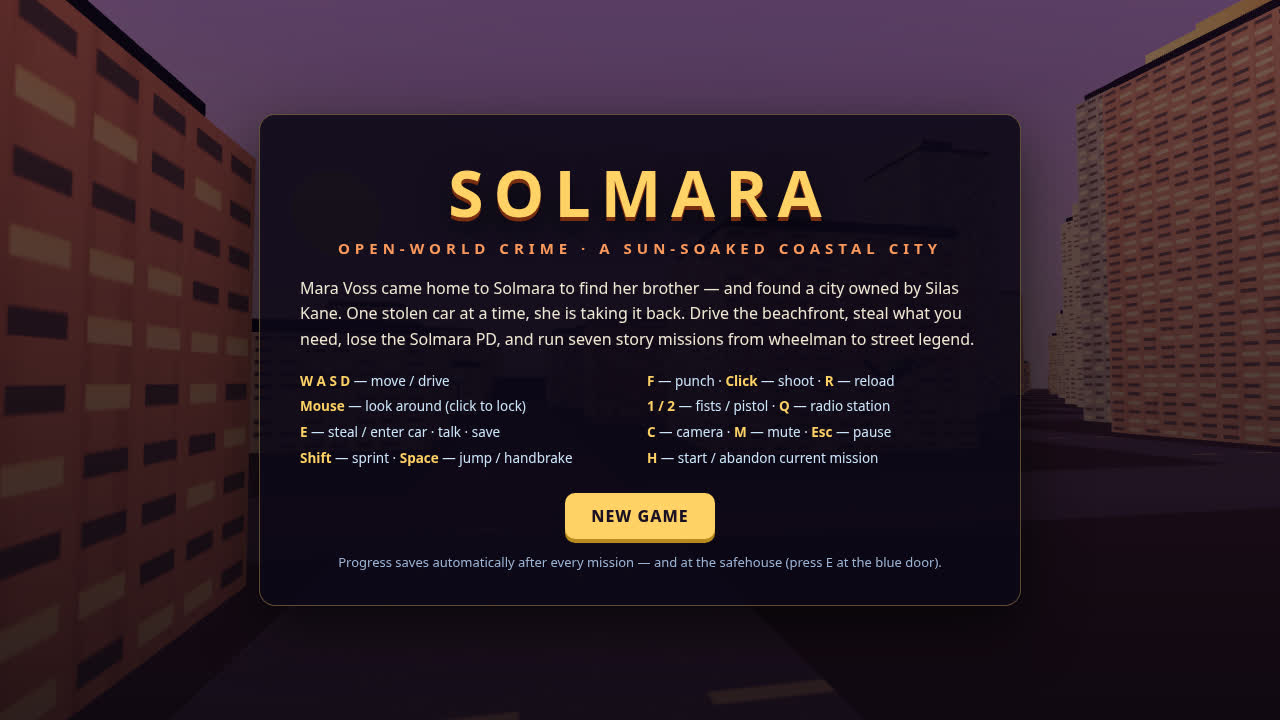 SOLMARA
OPEN-WORLD CRIME · A SUN-SOAKED COASTAL CITY
Mara Voss came home to Solmara to find her brother — and found a city owned by Silas
Kane. One stolen car at a time, she is taking it back. Drive the beachfront, steal what you
need, lose the Solmara PD, and run seven story missions from wheelman to street legend.
W A S D — move / drive
F — punch · Click — shoot · R — reload
Mouse — look around (click to lock)
1 / 2 — fists / pistol · Q — radio station
E — steal / enter car · talk · save
C — camera · M — mute · Esc — pause
Shift — sprint · Space — jump / handbrake
H — start / abandon current mission
NEW GAME
Progress saves automatically after every mission — and at the safehouse (press E at the blue door).